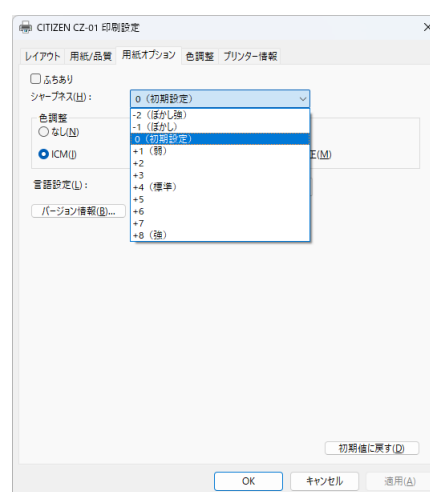 CITIZEN CZ-01 印刷設定
レイアウト 用紙/品質 用紙オプション 色調整 プリンター情報
ふちあり
シャープネス(H)： 0（初期設定）
-2（ぼかし強）
-1（ぼかし）
0（初期設定）
+1（弱）
+2
+3
+4（標準）
+5
+6
+7
+8（強）
色調整
なし(N)
ICM(I)
E(M)
言語設定(L)：
バージョン情報(B)...
初期値に戻す(D)
OK キャンセル 適用(A)